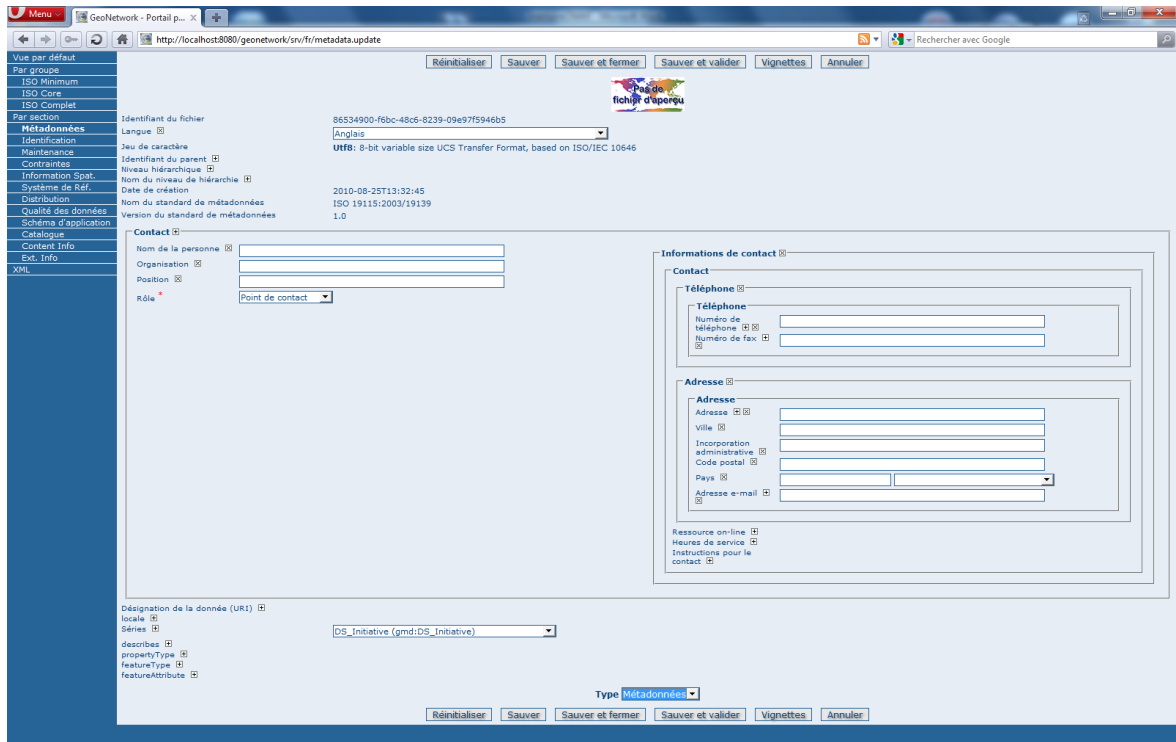 Menu
GeoNetwork - Portail p... X
http://localhost:8080/geonetwork/srv/fr/metadata.update
Rechercher avec Google
Vue par défaut
Par groupe
ISO Minimum
ISO Core
ISO Complet
Par section
Métadonnées
Identification
Maintenance
Contraintes
Information Spat.
Système de Réf.
Distribution
Qualité des données
Schéma d'application
Catalogue
Content Info
Ext. Info
XML
Réinitialiser Sauver Sauver et fermer Sauver et valider Vignettes Annuler
Pas de
fichier d'aperçu
Identifiant du fichier 86534900-f6bc-48c6-8239-09e97f5946b5
Langue Anglais
Jeu de caractère Utf8: 8-bit variable size UCS Transfer Format, based on ISO/IEC 10646
Identifiant du parent
Niveau hiérarchique
Nom du niveau de hiérarchie
Date de création 2010-08-25T13:32:45
Nom du standard de métadonnées ISO 19115:2003/19139
Version du standard de métadonnées 1.0
Contact
Nom de la personne
Organisation
Position
Rôle * Point de contact
Informations de contact
Contact
Téléphone
Téléphone
Numéro de
téléphone
Numéro de fax
Adresse
Adresse
Adresse
Ville
Incorporation
administrative
Code postal
Pays
Adresse e-mail
Ressource on-line
Heures de service
Instructions pour le
contact
Désignation de la donnée (URI)
locale
Séries DS_Initiative (gmd:DS_Initiative)
describes
propertyType
featureType
featureAttribute
Type Métadonnées
Réinitialiser Sauver Sauver et fermer Sauver et valider Vignettes Annuler